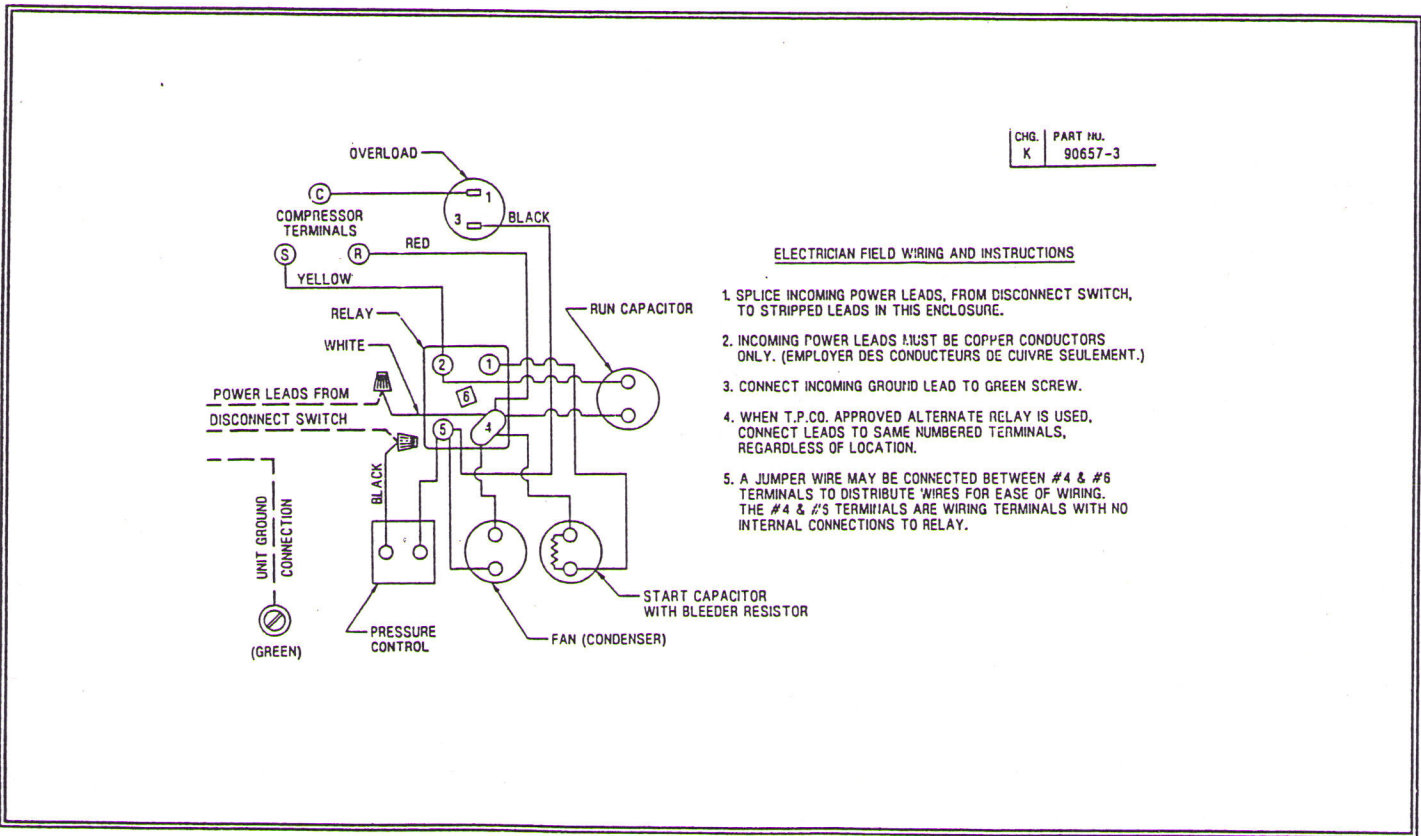 CHG. PART NO.
K 90657-3
OVERLOAD
C
1
COMPRESSOR
TERMINALS
3
BLACK
S
R
RED
YELLOW
RELAY
RUN CAPACITOR
WHITE
2
1
6
POWER LEADS FROM
DISCONNECT SWITCH
5
4
BLACK
UNIT GROUND
CONNECTION
(GREEN)
PRESSURE
CONTROL
FAN (CONDENSER)
START CAPACITOR
WITH BLEEDER RESISTOR
ELECTRICIAN FIELD WIRING AND INSTRUCTIONS
1. SPLICE INCOMING POWER LEADS, FROM DISCONNECT SWITCH,
TO STRIPPED LEADS IN THIS ENCLOSURE.
2. INCOMING POWER LEADS MUST BE COPPER CONDUCTORS
ONLY. (EMPLOYER DES CONDUCTEURS DE CUIVRE SEULEMENT.)
3. CONNECT INCOMING GROUND LEAD TO GREEN SCREW.
4. WHEN T.P.CO. APPROVED ALTERNATE RELAY IS USED,
CONNECT LEADS TO SAME NUMBERED TERMINALS,
REGARDLESS OF LOCATION.
5. A JUMPER WIRE MAY BE CONNECTED BETWEEN #4 & #6
TERMINALS TO DISTRIBUTE WIRES FOR EASE OF WIRING.
THE #4 & #5 TERMINALS ARE WIRING TERMINALS WITH NO
INTERNAL CONNECTIONS TO RELAY.